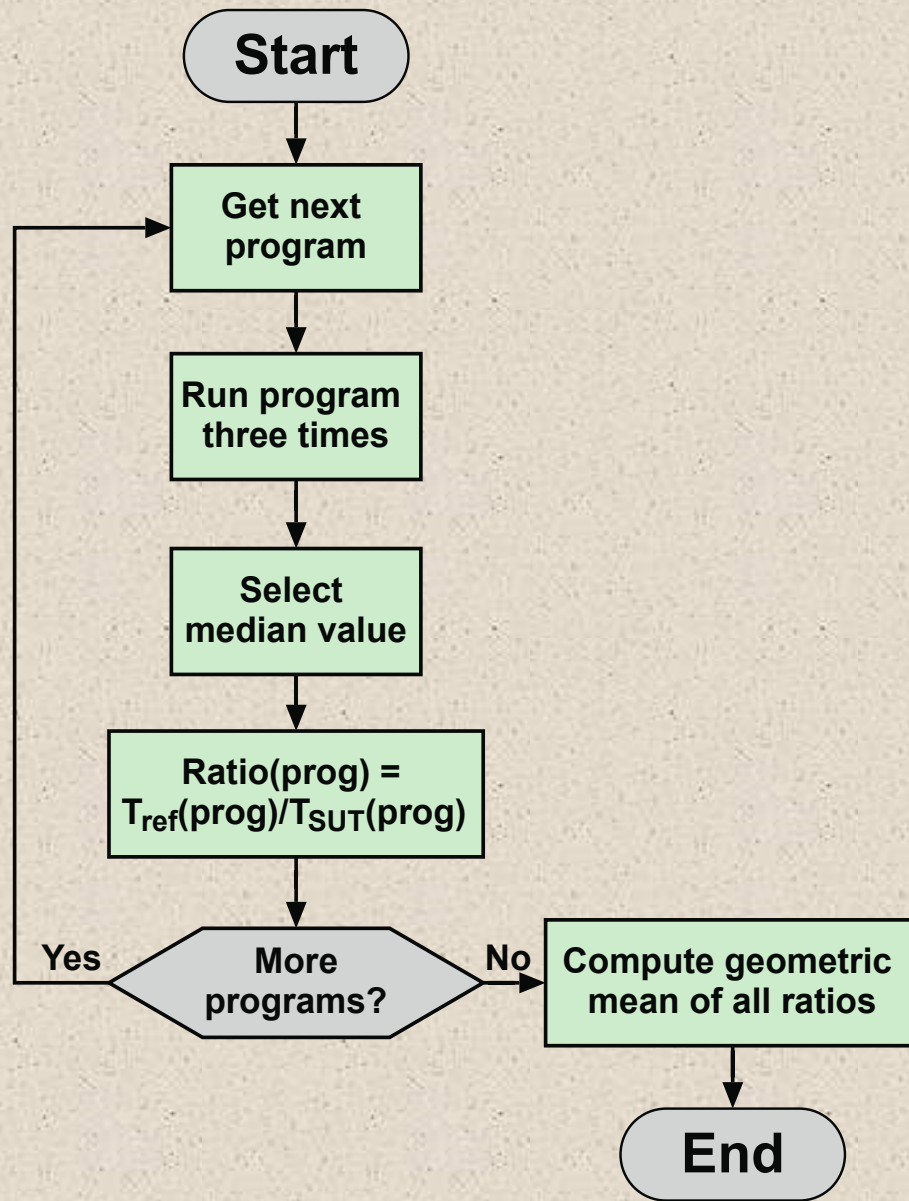 Start
Get next
program
Run program
three times
Select
median value
Ratio(prog) =
Tref(prog)/TSUT(prog)
Yes
More
programs?
No
Compute geometric
mean of all ratios
End